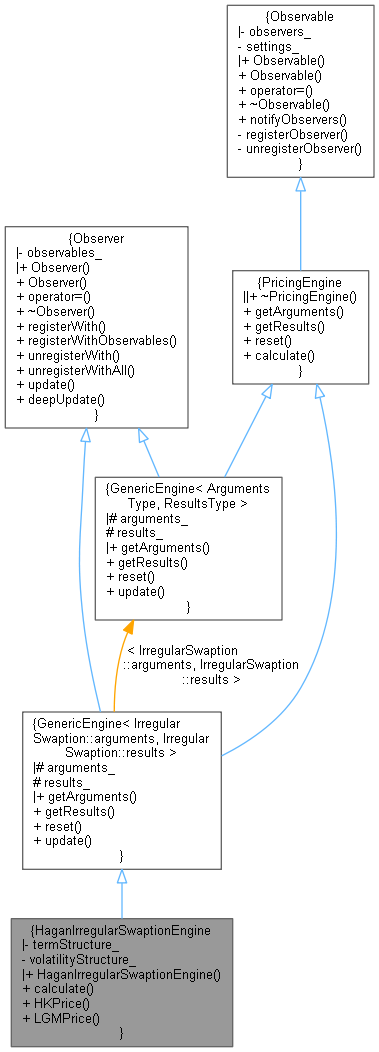 {Observable
|- observers_
- settings_
|+ Observable()
+ Observable()
+ operator=()
+ ~Observable()
+ notifyObservers()
- registerObserver()
- unregisterObserver()
}
{Observer
|- observables_
|+ Observer()
+ Observer()
+ operator=()
+ ~Observer()
+ registerWith()
+ registerWithObservables()
+ unregisterWith()
+ unregisterWithAll()
+ update()
+ deepUpdate()
}
{PricingEngine
||+ ~PricingEngine()
+ getArguments()
+ getResults()
+ reset()
+ calculate()
}
{GenericEngine< Arguments
Type, ResultsType >
|# arguments_
# results_
|+ getArguments()
+ getResults()
+ reset()
+ update()
}
< IrregularSwaption
::arguments, IrregularSwaption
::results >
{GenericEngine< Irregular
Swaption::arguments, Irregular
Swaption::results >
|# arguments_
# results_
|+ getArguments()
+ getResults()
+ reset()
+ update()
}
{HaganIrregularSwaptionEngine
|- termStructure_
- volatilityStructure_
|+ HaganIrregularSwaptionEngine()
+ calculate()
+ HKPrice()
+ LGMPrice()
}